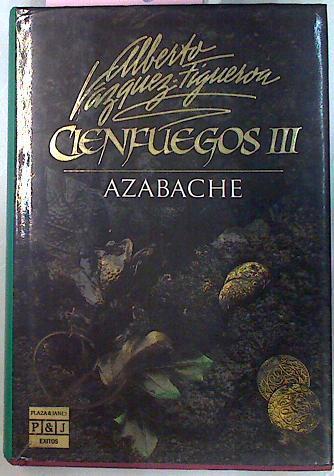 Alberto
Vázquez-Figueroa
CIENFUEGOS III
AZABACHE
PLAZA & JANES
P & J
EXITOS